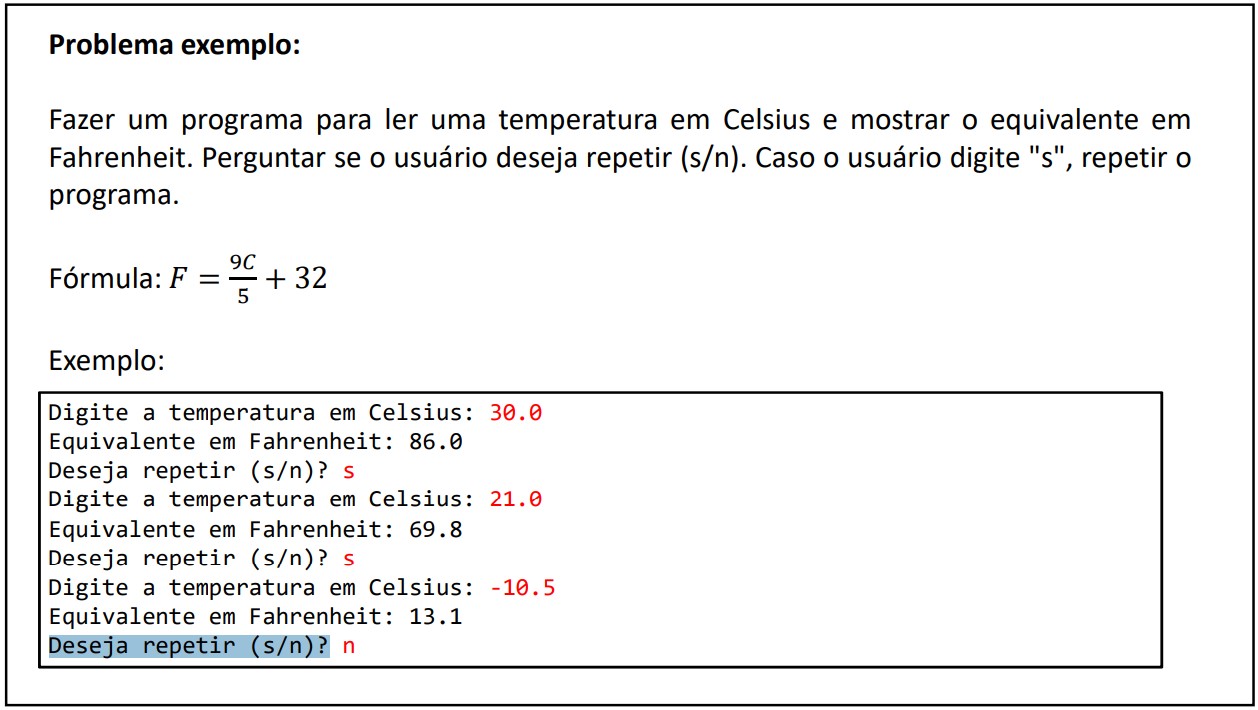 Problema exemplo:
Fazer um programa para ler uma temperatura em Celsius e mostrar o equivalente em
Fahrenheit. Perguntar se o usuário deseja repetir (s/n). Caso o usuário digite "s", repetir o
programa.
Fórmula: F = 9C/5 + 32
Exemplo:
Digite a temperatura em Celsius: 30.0
Equivalente em Fahrenheit: 86.0
Deseja repetir (s/n)? s
Digite a temperatura em Celsius: 21.0
Equivalente em Fahrenheit: 69.8
Deseja repetir (s/n)? s
Digite a temperatura em Celsius: -10.5
Equivalente em Fahrenheit: 13.1
Deseja repetir (s/n)? n